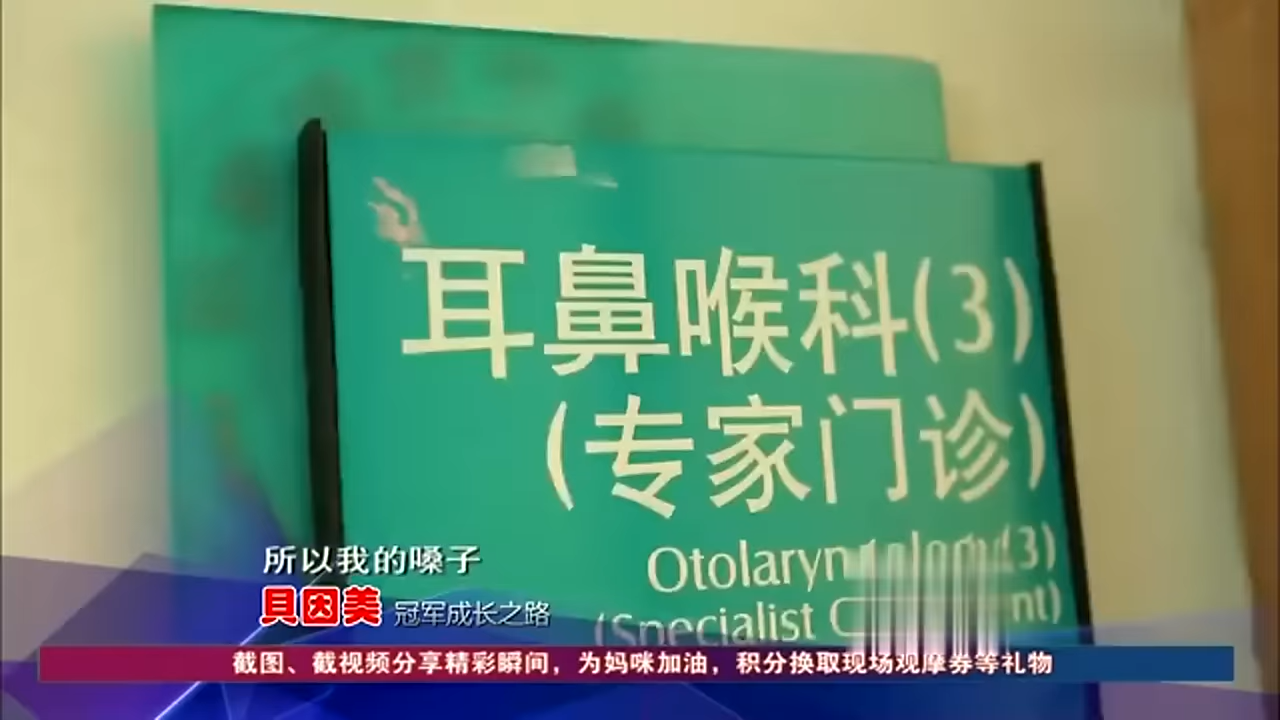 耳鼻喉科(3)
(专家门诊)
(3)
(Specialist
所以我的嗓子
貝因美 冠军成长之路
截图、截视频分享精彩瞬间，为妈咪加油，积分换取现场观摩券等礼物